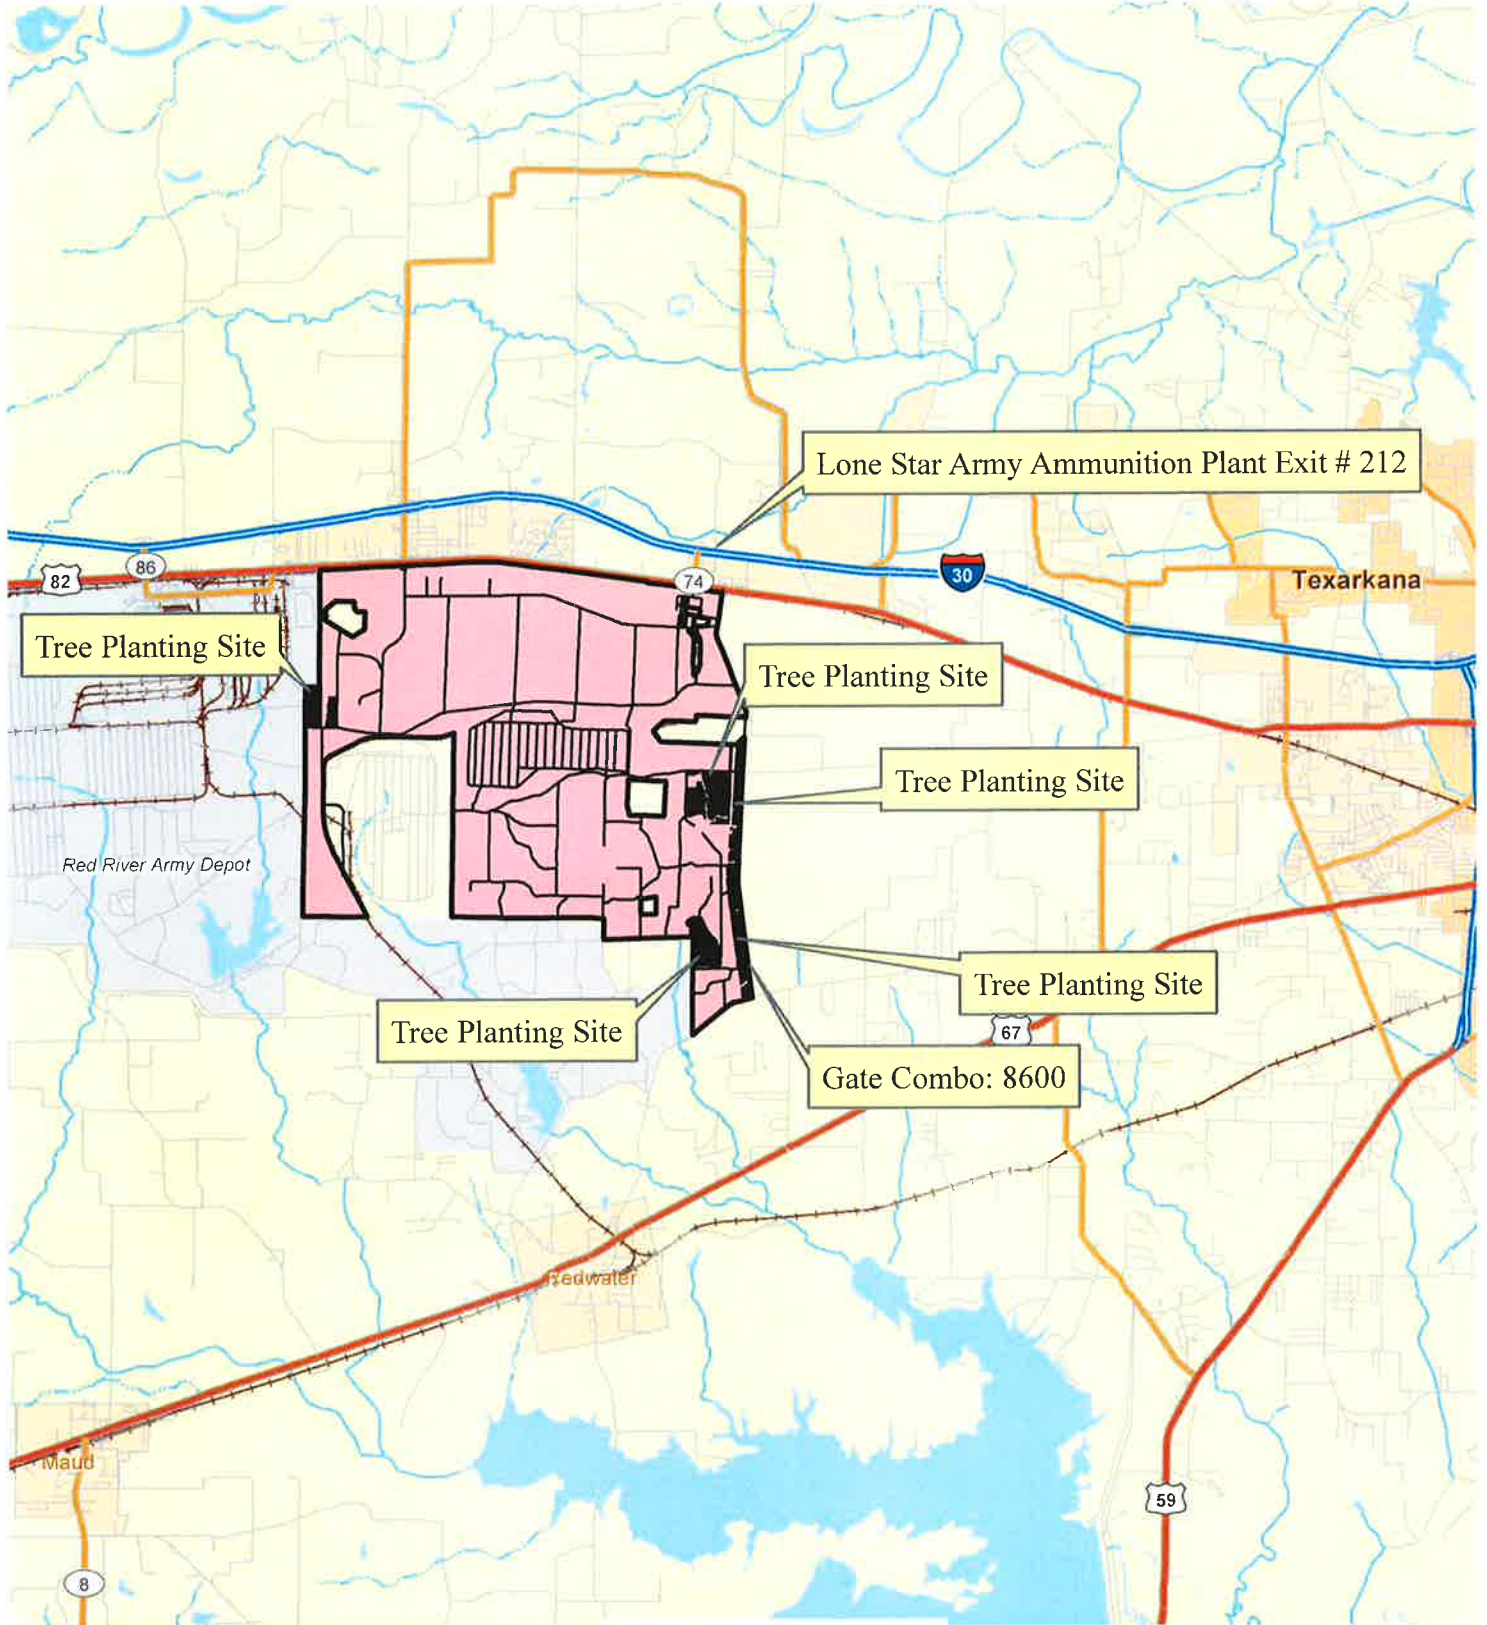 Lone Star Army Ammunition Plant Exit # 212
86
82
74
30
Texarkana
Tree Planting Site
Tree Planting Site
Tree Planting Site
Red River Army Depot
Tree Planting Site
Tree Planting Site
67
Gate Combo: 8600
Redwater
Maud
59
8